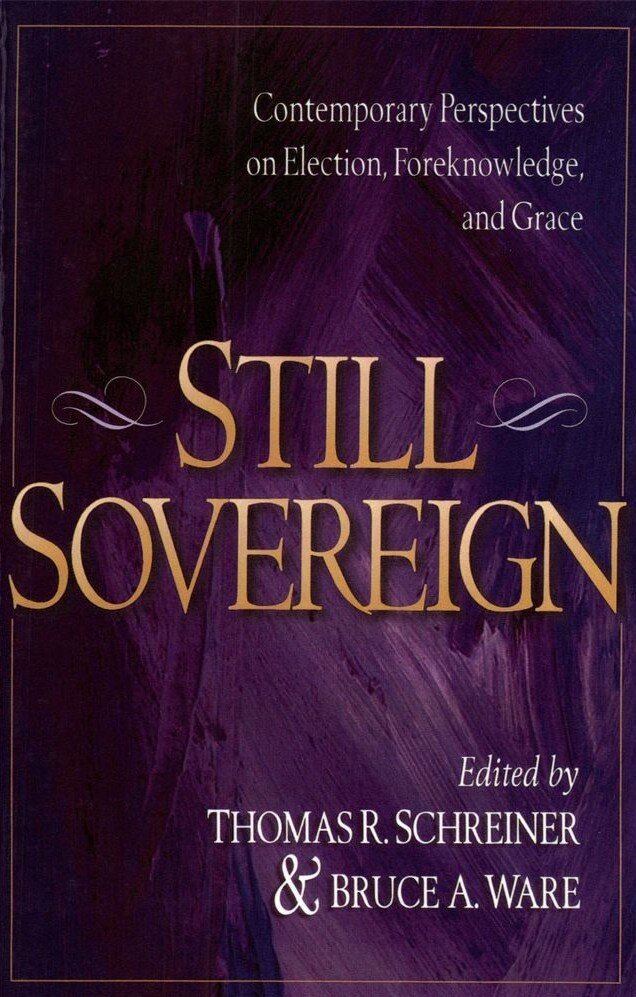 Contemporary Perspectives
on Election, Foreknowledge,
and Grace
STILL
SOVEREIGN
Edited by
THOMAS R. SCHREINER
& BRUCE A. WARE